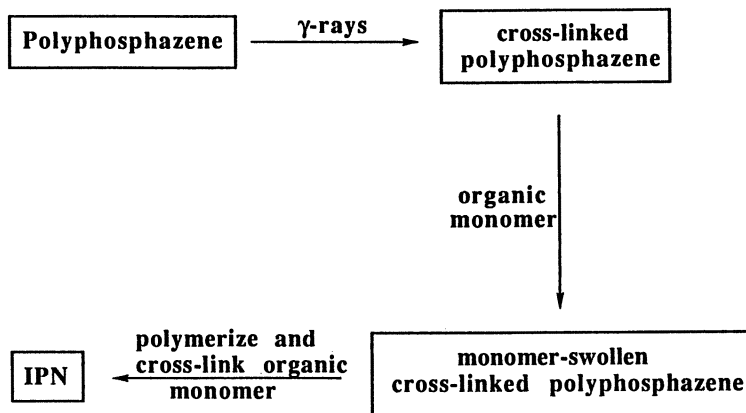 Polyphosphazene
γ-rays
cross-linked
polyphosphazene
organic
monomer
monomer-swollen
cross-linked polyphosphazene
polymerize and
cross-link organic
monomer
IPN